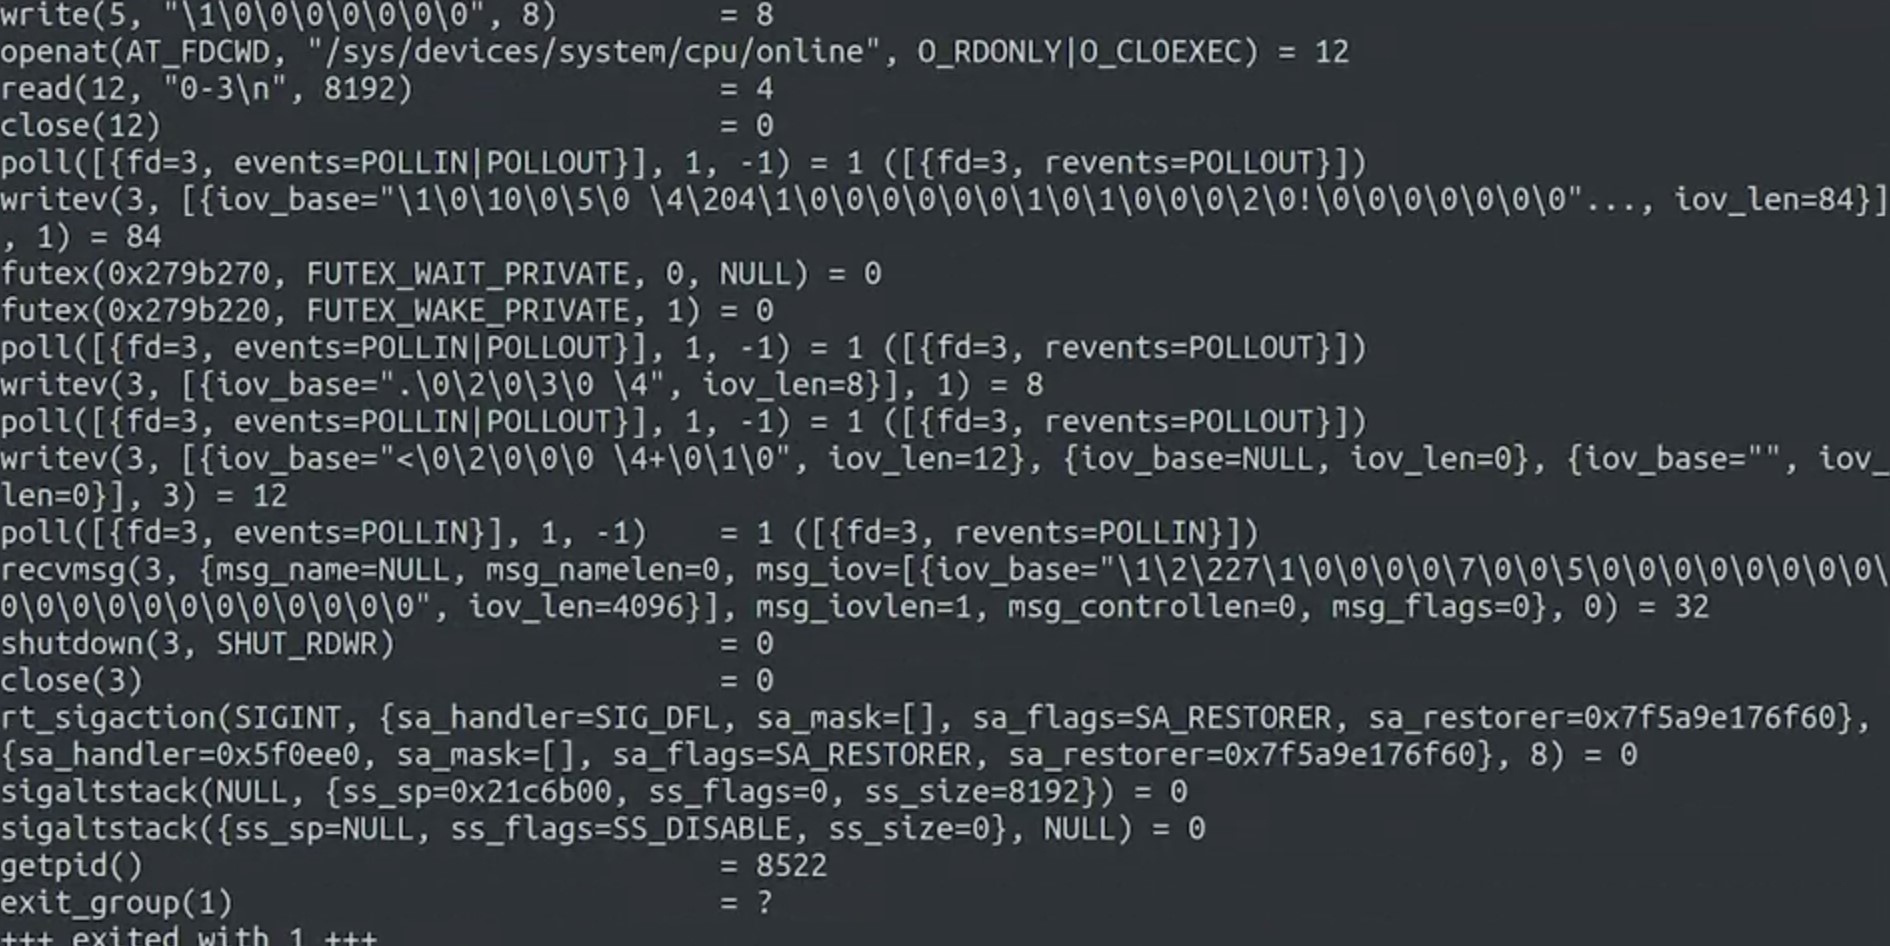 write(5, "\1\0\0\0\0\0\0\0", 8)         = 8
openat(AT_FDCWD, "/sys/devices/system/cpu/online", O_RDONLY|O_CLOEXEC) = 12
read(12, "0-3\n", 8192)                 = 4
close(12)                               = 0
poll([{fd=3, events=POLLIN|POLLOUT}], 1, -1) = 1 ([{fd=3, revents=POLLOUT}])
writev(3, [{iov_base="\1\0\10\0\5\0 \4\204\1\0\0\0\0\0\0\1\0\1\0\0\0\2\0!\0\0\0\0\0\0\0"..., iov_len=84}]
, 1) = 84
futex(0x279b270, FUTEX_WAIT_PRIVATE, 0, NULL) = 0
futex(0x279b220, FUTEX_WAKE_PRIVATE, 1) = 0
poll([{fd=3, events=POLLIN|POLLOUT}], 1, -1) = 1 ([{fd=3, revents=POLLOUT}])
writev(3, [{iov_base=".\0\2\0\3\0 \4", iov_len=8}], 1) = 8
poll([{fd=3, events=POLLIN|POLLOUT}], 1, -1) = 1 ([{fd=3, revents=POLLOUT}])
writev(3, [{iov_base="<\0\2\0\0\0 \4+\0\1\0", iov_len=12}, {iov_base=NULL, iov_len=0}, {iov_base="", iov_
len=0}], 3) = 12
poll([{fd=3, events=POLLIN}], 1, -1)    = 1 ([{fd=3, revents=POLLIN}])
recvmsg(3, {msg_name=NULL, msg_namelen=0, msg_iov=[{iov_base="\1\2\227\1\0\0\0\0\7\0\0\5\0\0\0\0\0\0\0\0\
0\0\0\0\0\0\0\0\0\0\0\0", iov_len=4096}], msg_iovlen=1, msg_controllen=0, msg_flags=0}, 0) = 32
shutdown(3, SHUT_RDWR)                  = 0
close(3)                                = 0
rt_sigaction(SIGINT, {sa_handler=SIG_DFL, sa_mask=[], sa_flags=SA_RESTORER, sa_restorer=0x7f5a9e176f60},
{sa_handler=0x5f0ee0, sa_mask=[], sa_flags=SA_RESTORER, sa_restorer=0x7f5a9e176f60}, 8) = 0
sigaltstack(NULL, {ss_sp=0x21c6b00, ss_flags=0, ss_size=8192}) = 0
sigaltstack({ss_sp=NULL, ss_flags=SS_DISABLE, ss_size=0}, NULL) = 0
getpid()                                = 8522
exit_group(1)                           = ?
+++ exited with 1 +++